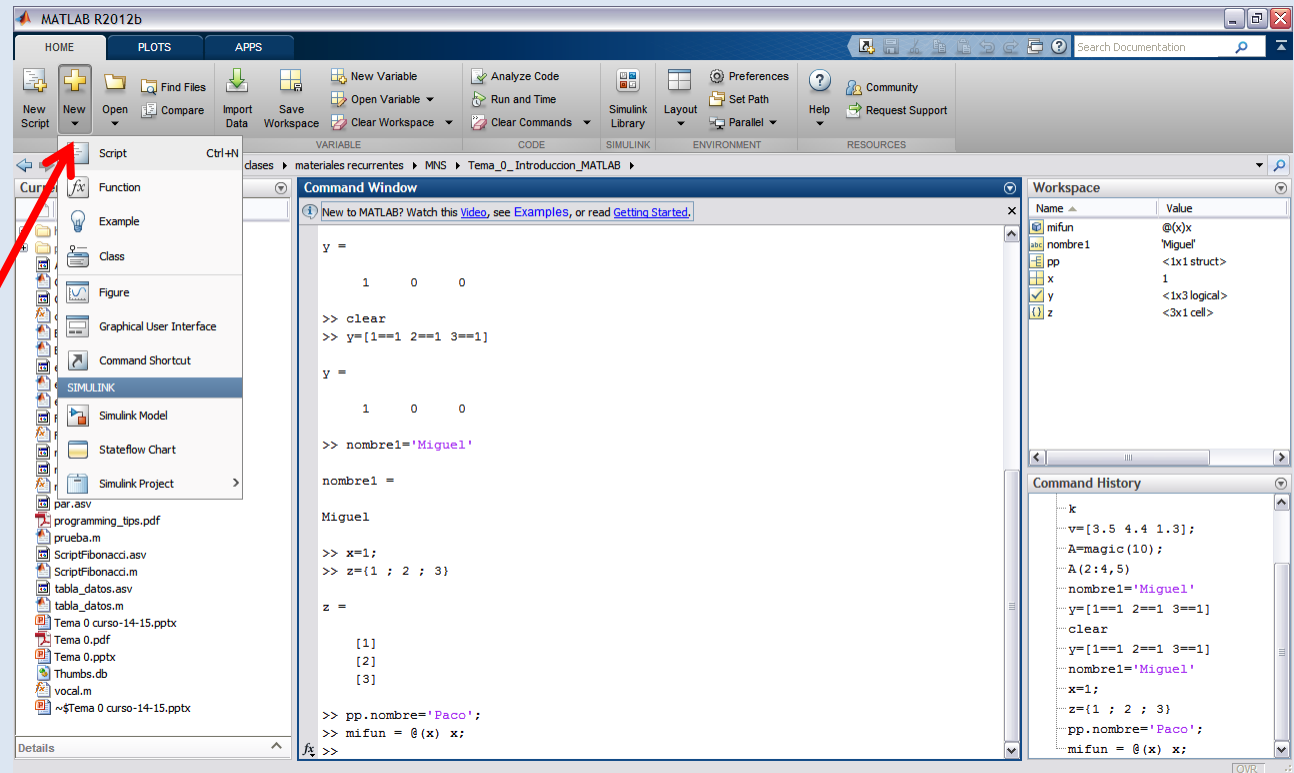 MATLAB R2012b
HOME PLOTS APPS
Search Documentation
New Script
New
Open
Find Files
Compare
Import Data
Save Workspace
New Variable
Open Variable
Clear Workspace
Analyze Code
Run and Time
Clear Commands
Simulink Library
Layout
Preferences
Set Path
Parallel
Help
Community
Request Support
VARIABLE CODE SIMULINK ENVIRONMENT RESOURCES
clases materiales recurrentes MNS Tema_0_Introduccion_MATLAB
Script Ctrl+N
Function
Example
Class
Figure
Graphical User Interface
Command Shortcut
SIMULINK
Simulink Model
Stateflow Chart
Simulink Project
par.asv
programming_tips.pdf
prueba.m
ScriptFibonacci.asv
ScriptFibonacci.m
tabla_datos.asv
tabla_datos.m
Tema 0 curso-14-15.pptx
Tema 0.pdf
Tema 0.pptx
Thumbs.db
vocal.m
~$Tema 0 curso-14-15.pptx
Details
Command Window
New to MATLAB? Watch this Video, see Examples, or read Getting Started.
y =
1 0 0
>> clear
>> y=[1==1 2==1 3==1]
y =
1 0 0
>> nombre1='Miguel'
nombre1 =
Miguel
>> x=1;
>> z={1 ; 2 ; 3}
z =
[1]
[2]
[3]
>> pp.nombre='Paco';
>> mifun = @(x) x;
fx >>
Workspace
Name Value
mifun @(x)x
nombre1 'Miguel'
pp <1x1 struct>
x 1
y <1x3 logical>
z <3x1 cell>
Command History
k
v=[3.5 4.4 1.3];
A=magic(10);
A(2:4,5)
nombre1='Miguel'
y=[1==1 2==1 3==1]
clear
y=[1==1 2==1 3==1]
nombre1='Miguel'
x=1;
z={1 ; 2 ; 3}
pp.nombre='Paco';
mifun = @(x) x;
OVR